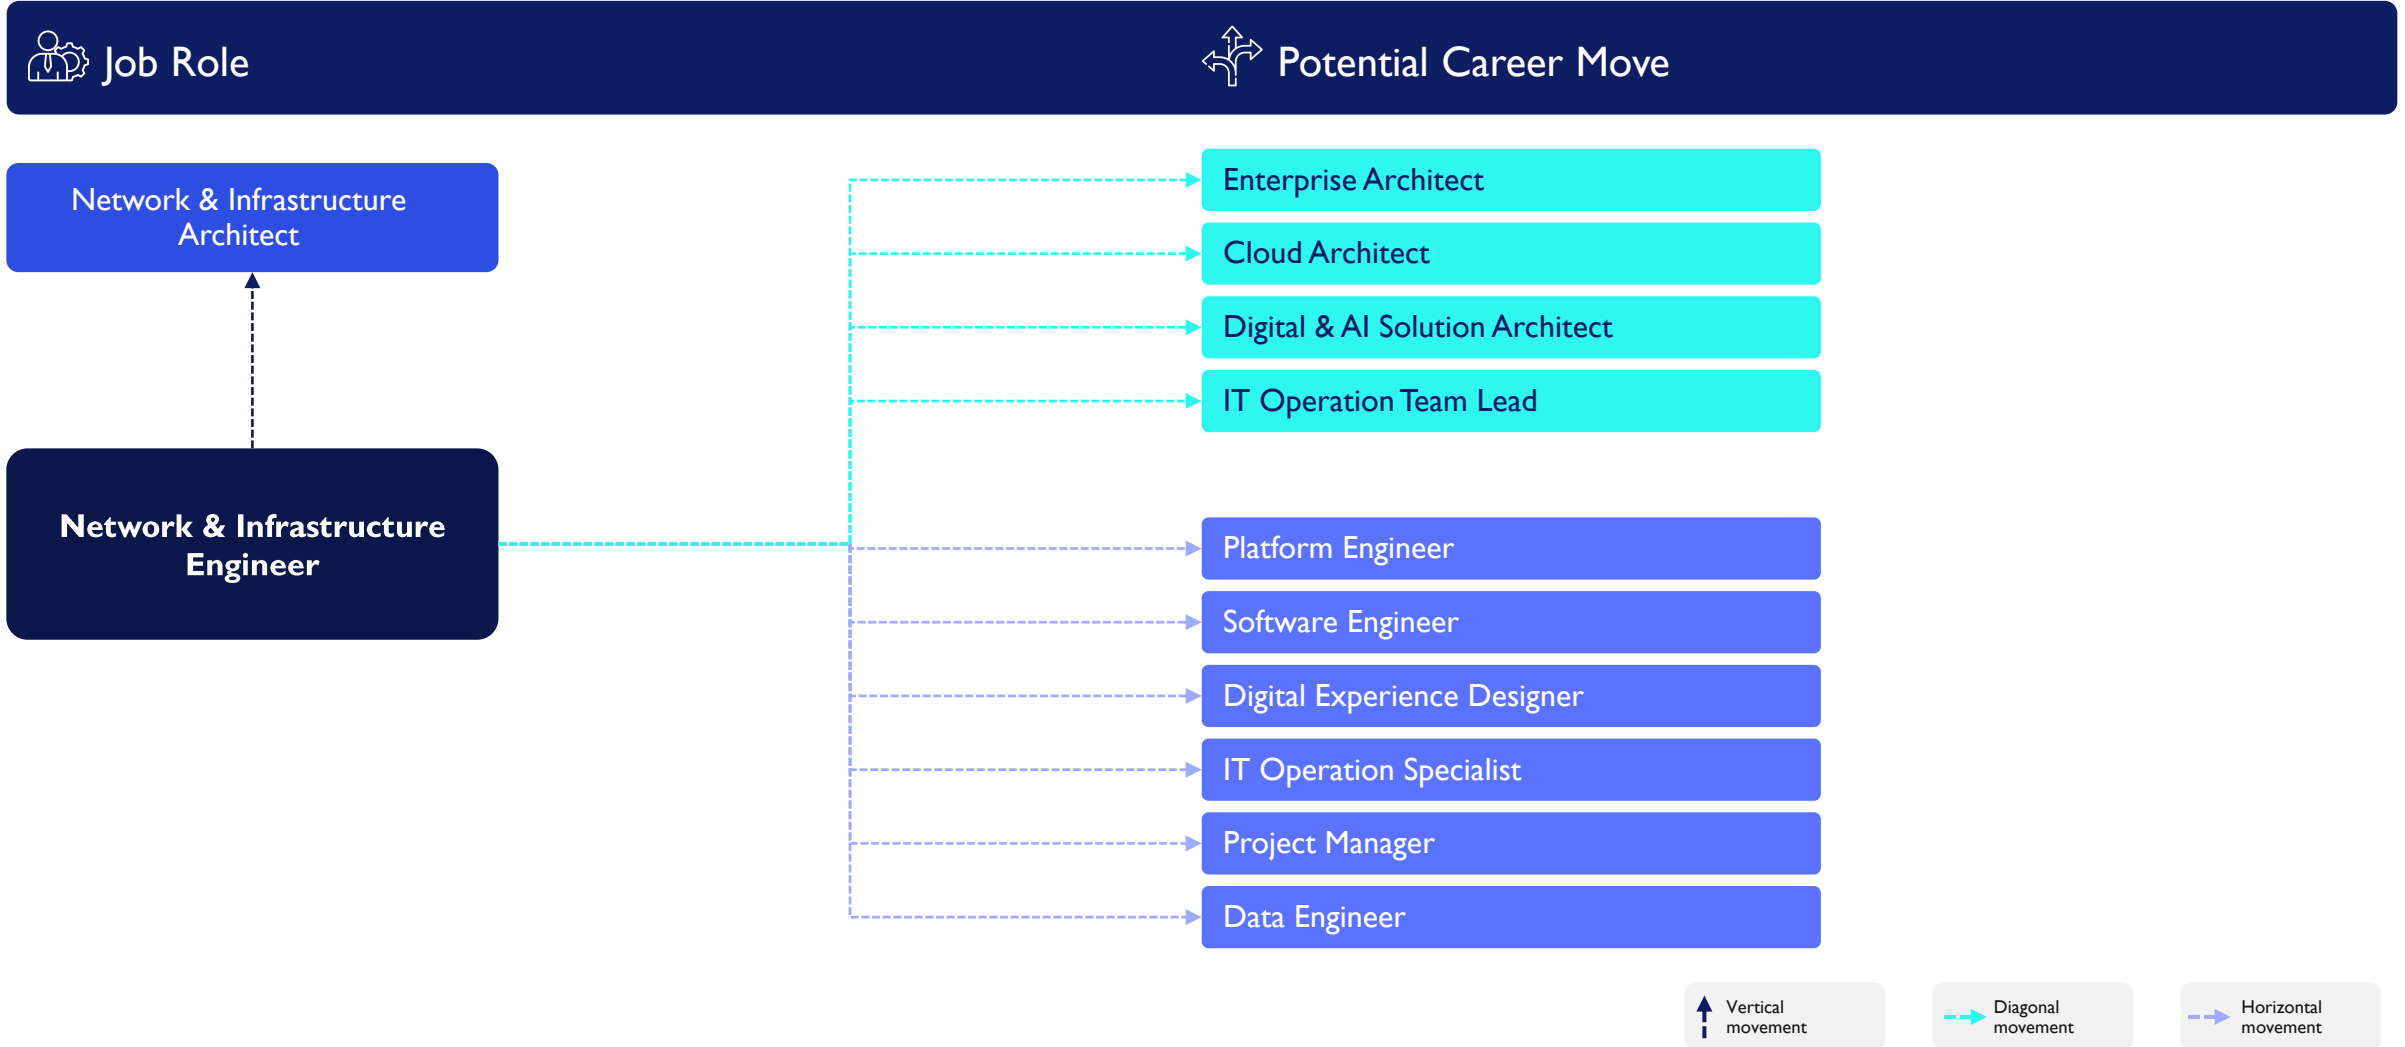 Job Role
Potential Career Move
Network & Infrastructure
Architect
Network & Infrastructure
Engineer
Enterprise Architect
Cloud Architect
Digital & AI Solution Architect
IT Operation Team Lead
Platform Engineer
Software Engineer
Digital Experience Designer
IT Operation Specialist
Project Manager
Data Engineer
Vertical
movement
Diagonal
movement
Horizontal
movement